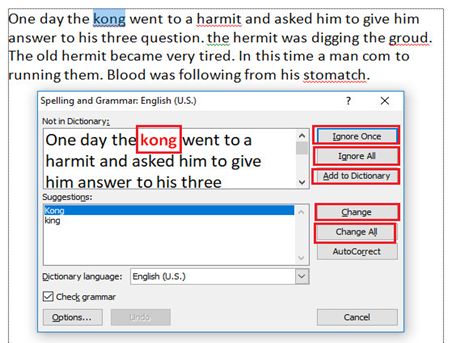 One day the kong went to a harmit and asked him to give him
answer to his three question. the hermit was digging the groud.
The old hermit became very tired. In this time a man com to
running them. Blood was following from his stomatch.
Spelling and Grammar: English (U.S.)
Not in Dictionary:
One day the kong went to a
harmit and asked him to give
him answer to his three
Ignore Once
Ignore All
Add to Dictionary
Suggestions:
Kong
king
Change
Change All
AutoCorrect
Dictionary language: English (U.S.)
Check grammar
Options... Undo Cancel